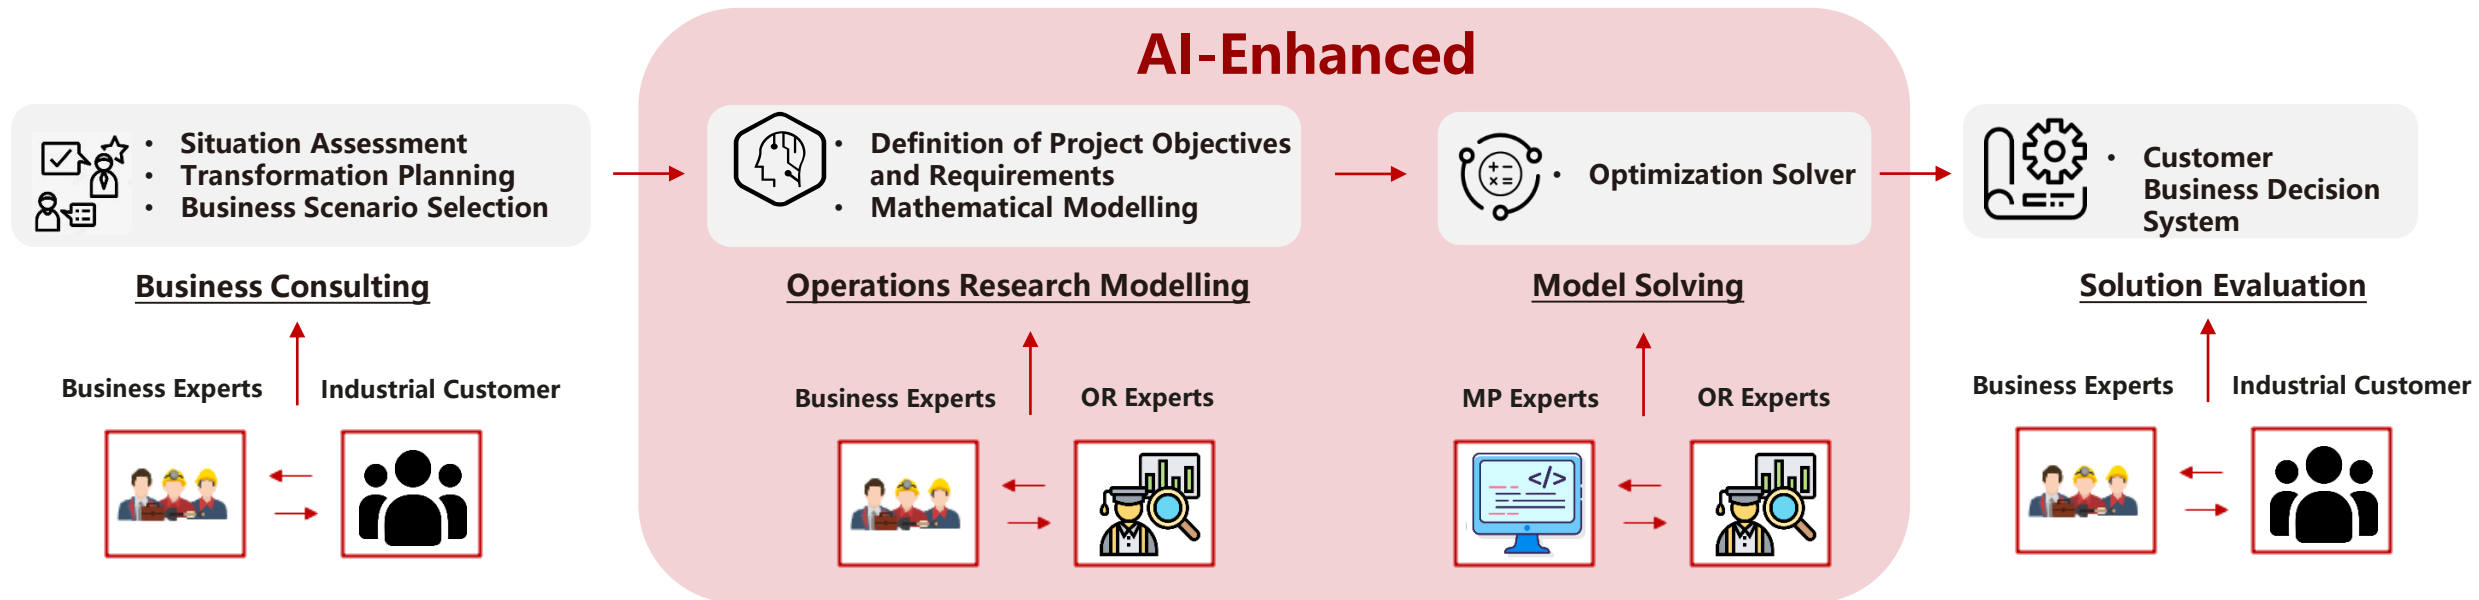 AI-Enhanced
• Situation Assessment
• Transformation Planning
• Business Scenario Selection
Business Consulting
Business Experts
Industrial Customer
• Definition of Project Objectives
and Requirements
• Mathematical Modelling
Operations Research Modelling
Business Experts
OR Experts
+ −
× =
• Optimization Solver
Model Solving
MP Experts
OR Experts
</>
• Customer
Business Decision
System
Solution Evaluation
Business Experts
Industrial Customer